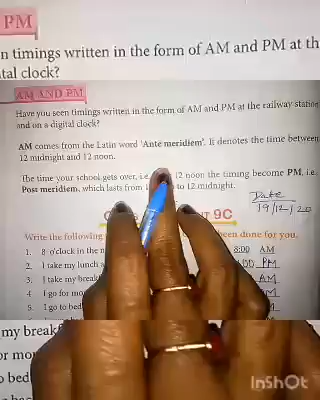 PM
n timings written in the form of AM and PM at th
tal clock?
AM AND PM
Have you seen timings written in the form of AM and PM at the railway station
and on a digital clock?
AM comes from the Latin word 'Ante meridiem'. It denotes the time between
12 midnight and 12 noon.
The time your school gets over, i.e. 12 noon the timing become PM, i.e.
Post meridiem, which lasts from to 12 midnight.
Date
19/12/20
9C
Write the following been done for you.
1. 8 o'clock in the 8:00 AM
2. I take my lunch PM
3. I take my break AM
4. I go for mo
5. I go to bed
my break
or mo
bed
InShOt